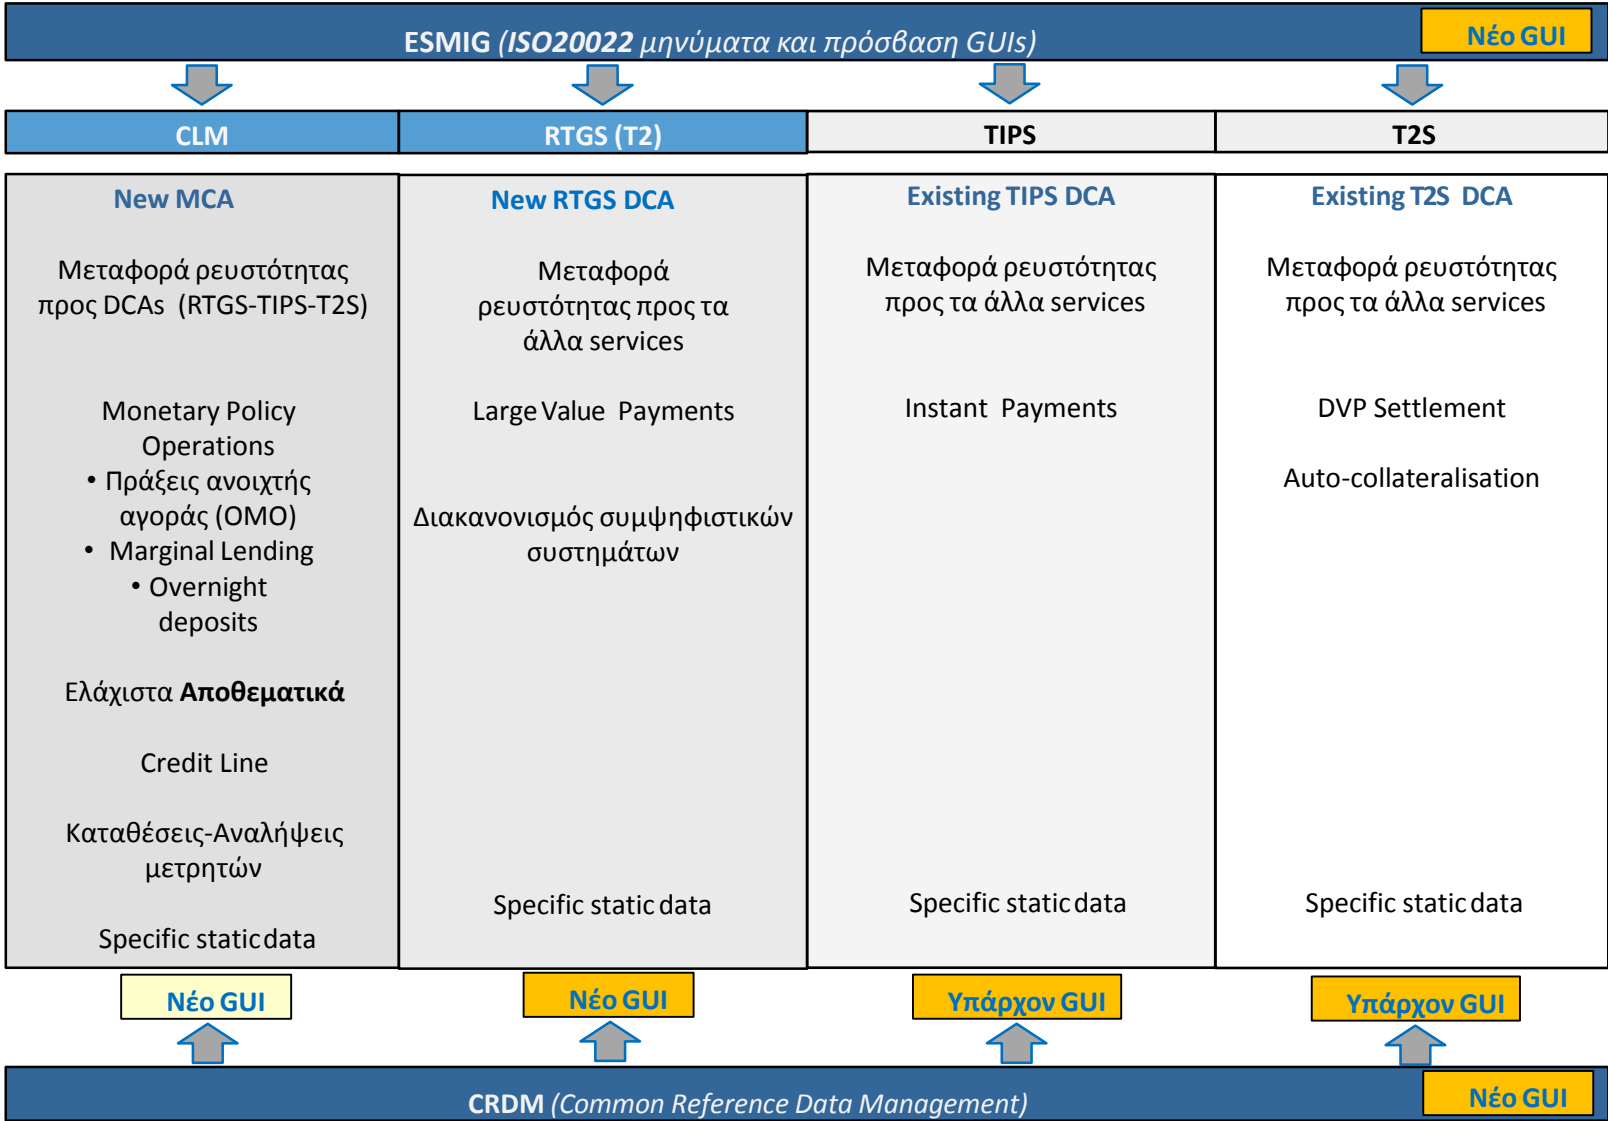 ESMIG (ISO20022 μηνύματα και πρόσβαση GUIs)
Νέο GUI
CLM
RTGS (T2)
TIPS
T2S
New MCA
Μεταφορά ρευστότητας
προς DCAs (RTGS-TIPS-T2S)
Monetary Policy
Operations
• Πράξεις ανοιχτής
αγοράς (OMO)
• Marginal Lending
• Overnight
deposits
Ελάχιστα Αποθεματικά
Credit Line
Καταθέσεις-Αναλήψεις
μετρητών
Specific static data
Νέο GUI
New RTGS DCA
Μεταφορά
ρευστότητας προς τα
άλλα services
Large Value Payments
Διακανονισμός συμψηφιστικών
συστημάτων
Specific static data
Νέο GUI
Existing TIPS DCA
Μεταφορά ρευστότητας
προς τα άλλα services
Instant Payments
Specific static data
Υπάρχον GUI
Existing T2S DCA
Μεταφορά ρευστότητας
προς τα άλλα services
DVP Settlement
Auto-collateralisation
Specific static data
Υπάρχον GUI
CRDM (Common Reference Data Management)
Νέο GUI